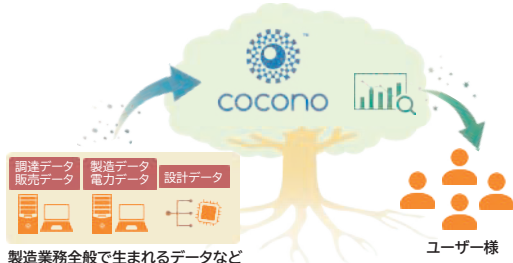 ™
cocono
調達データ
販売データ
製造データ
電力データ
設計データ
製造業務全般で生まれるデータなど
ユーザー様